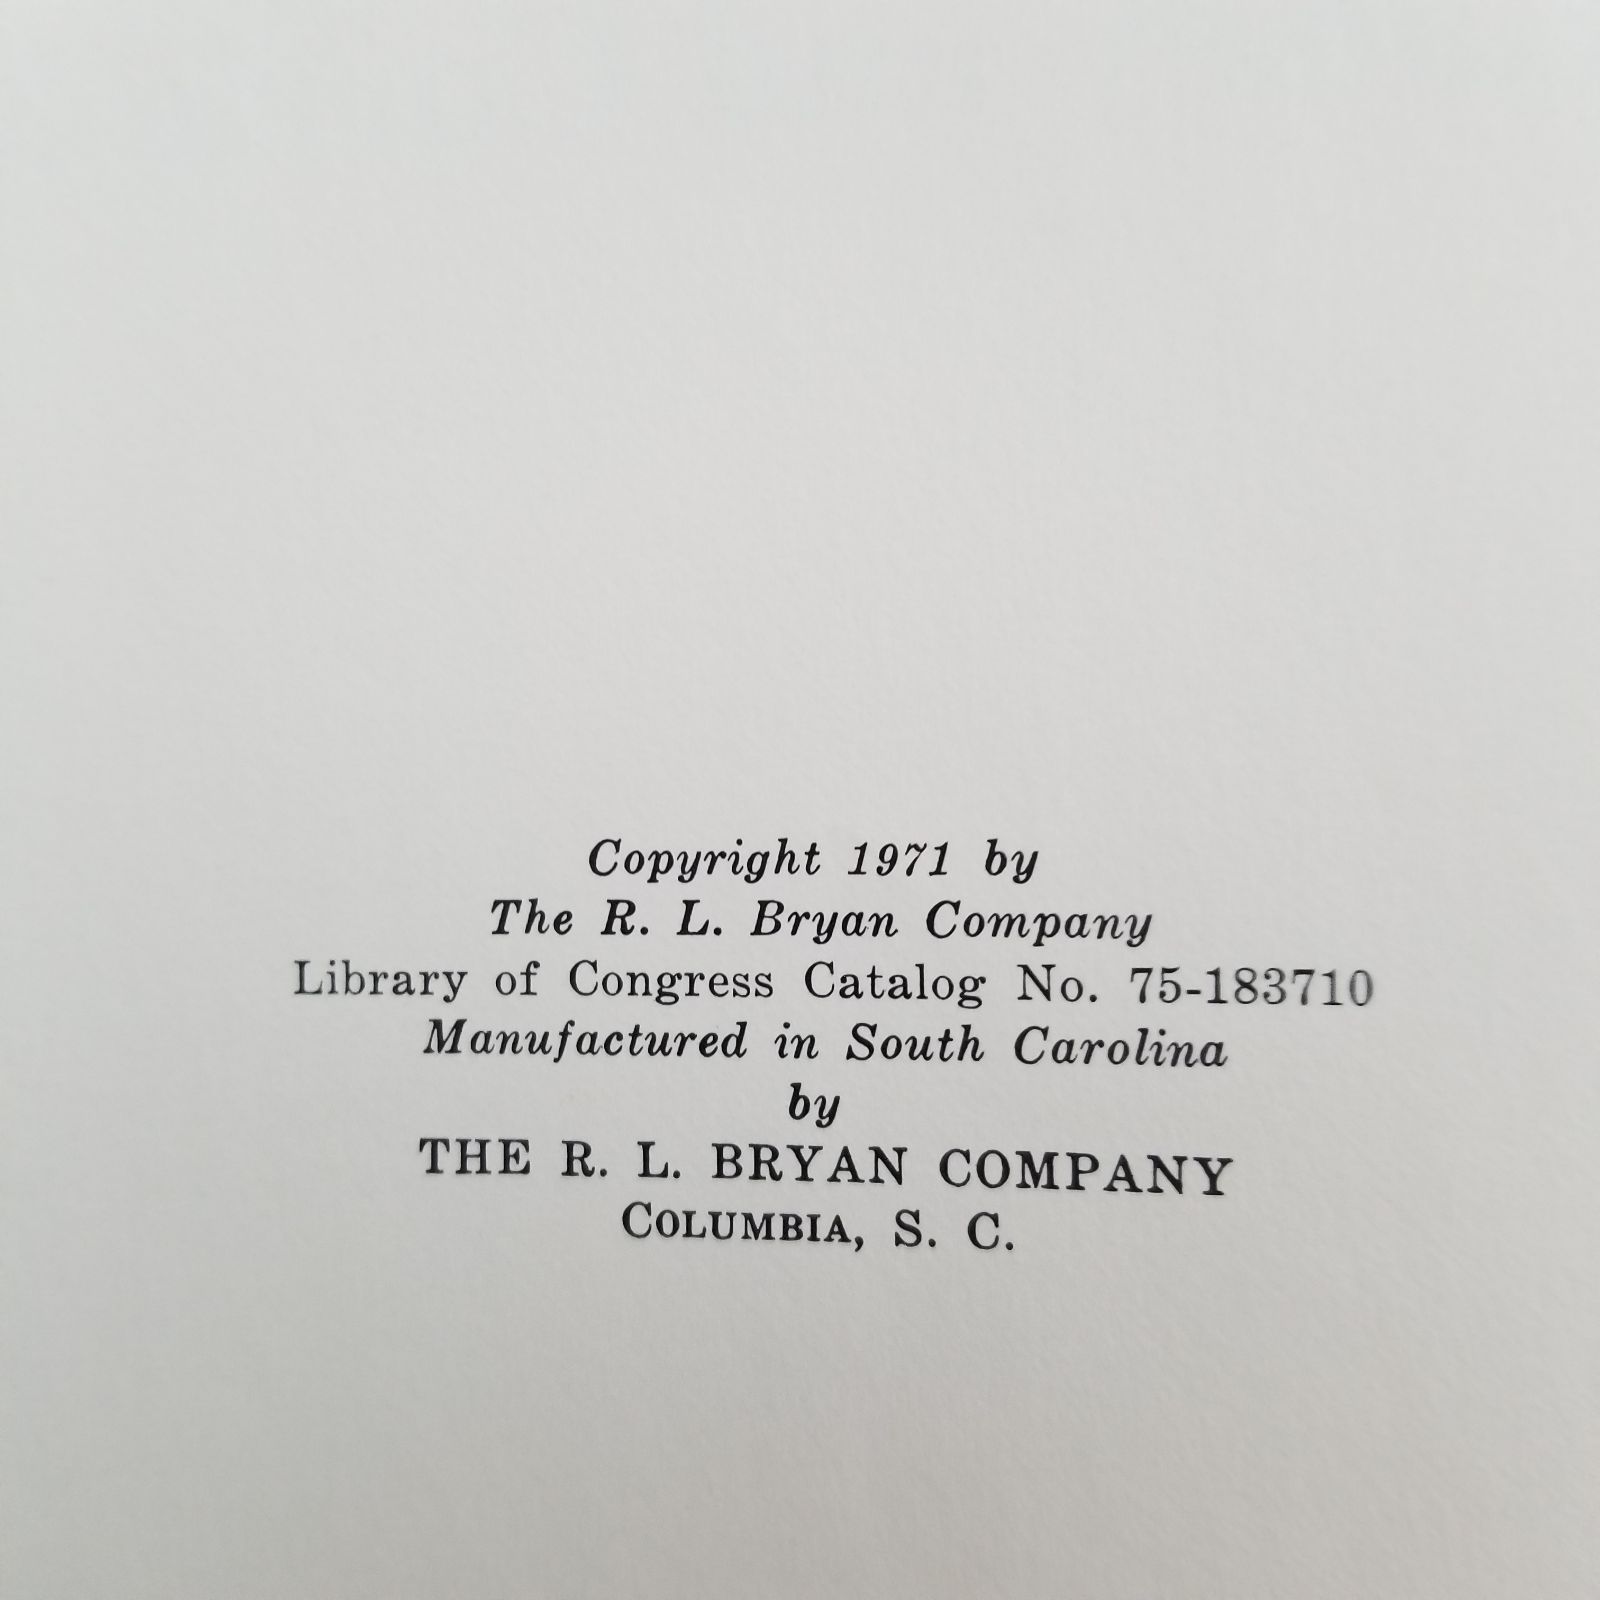 Copyright 1971 by
The R. L. Bryan Company
Library of Congress Catalog No. 75-183710
Manufactured in South Carolina
by
THE R. L. BRYAN COMPANY
COLUMBIA, S. C.